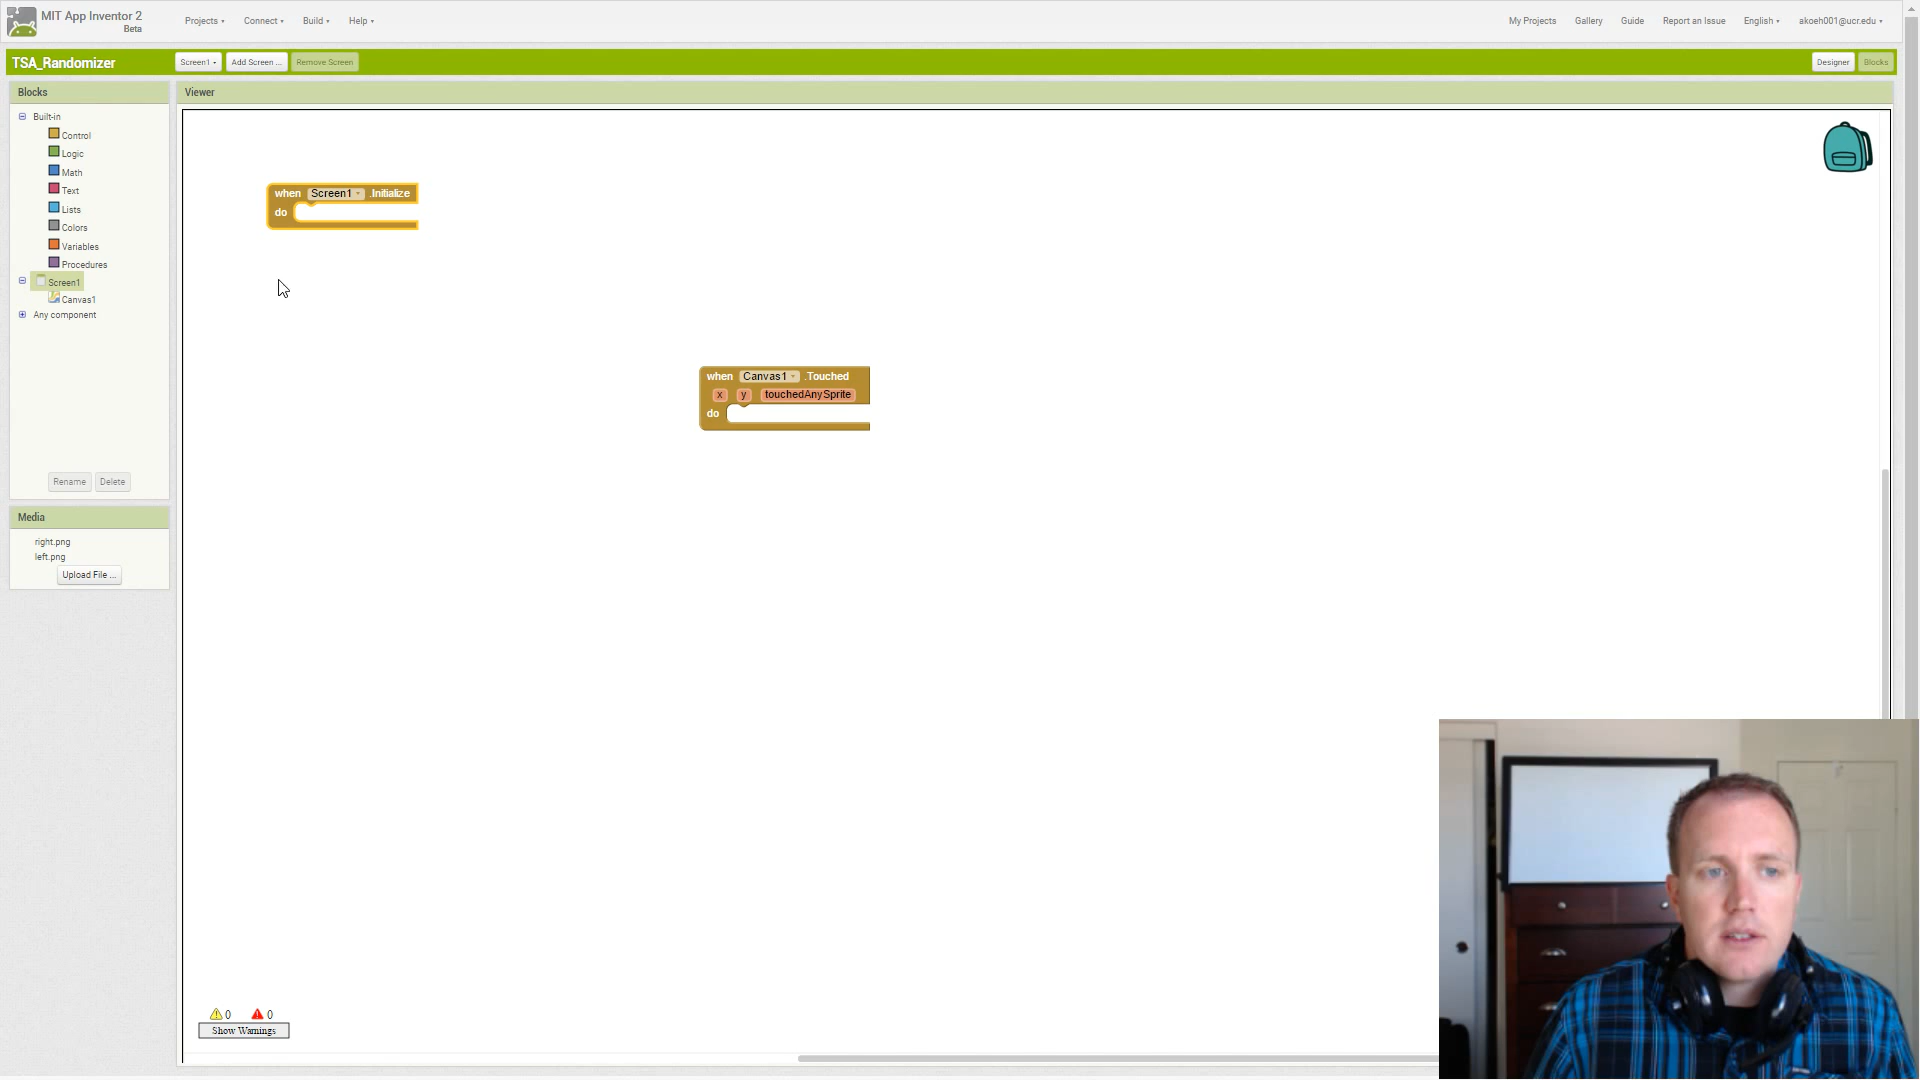 MIT App Inventor 2
Beta
Projects Connect Build Help
My Projects Gallery Guide Report an Issue English akoeh001@ucr.edu
TSA_Randomizer
Screen1 Add Screen ... Remove Screen
Designer Blocks
Blocks
Viewer
Built-in
Control
Logic
Math
Text
Lists
Colors
Variables
Procedures
Screen1
Canvas1
Any component
Rename Delete
Media
right.png
left.png
Upload File ...
when Screen1 .Initialize
do
when Canvas1 .Touched
x y touchedAnySprite
do
0 0
Show Warnings